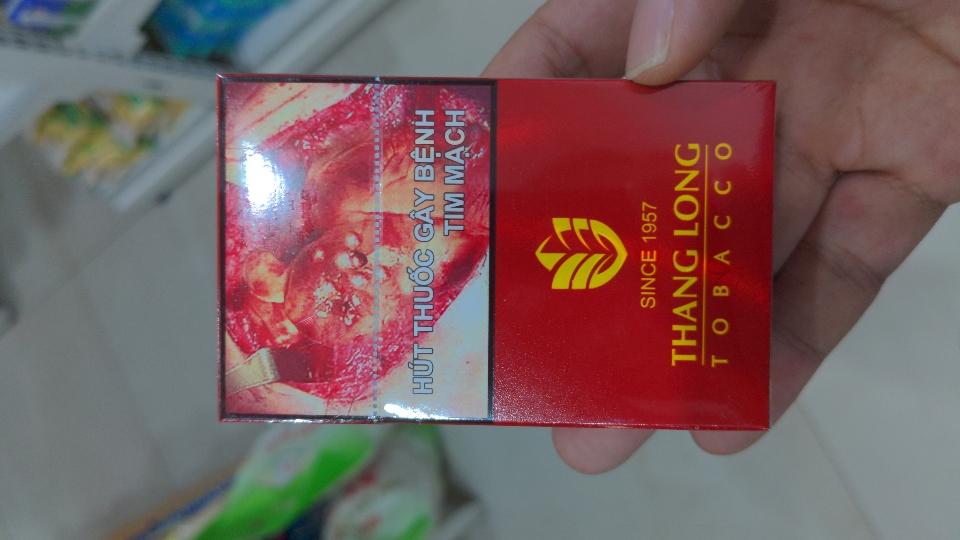 HÚT THUỐC GÂY BỆNH
TIM MẠCH
SINCE 1957
THANG LONG
TOBACCO